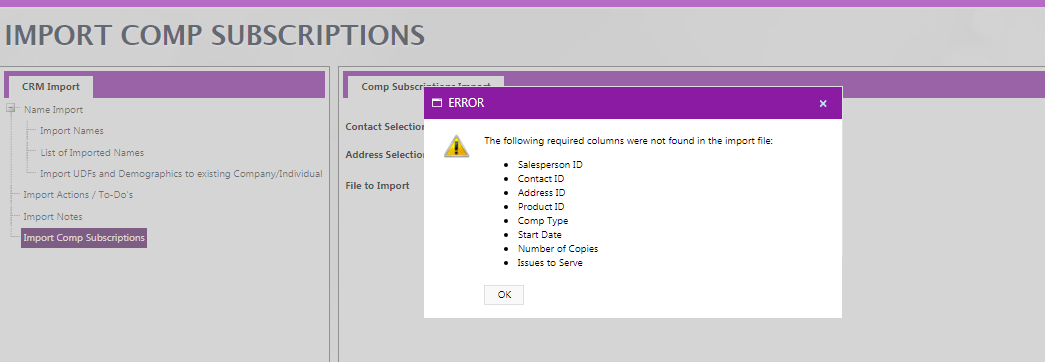 IMPORT COMP SUBSCRIPTIONS
CRM Import
Name Import
Import Names
List of Imported Names
Import UDFs and Demographics to existing Company/Individual
Import Actions / To-Do's
Import Notes
Import Comp Subscriptions
Comp Subscriptions Import
Contact Selection
Address Selection
File to Import
ERROR
×
The following required columns were not found in the import file:
• Salesperson ID
• Contact ID
• Address ID
• Product ID
• Comp Type
• Start Date
• Number of Copies
• Issues to Serve
OK